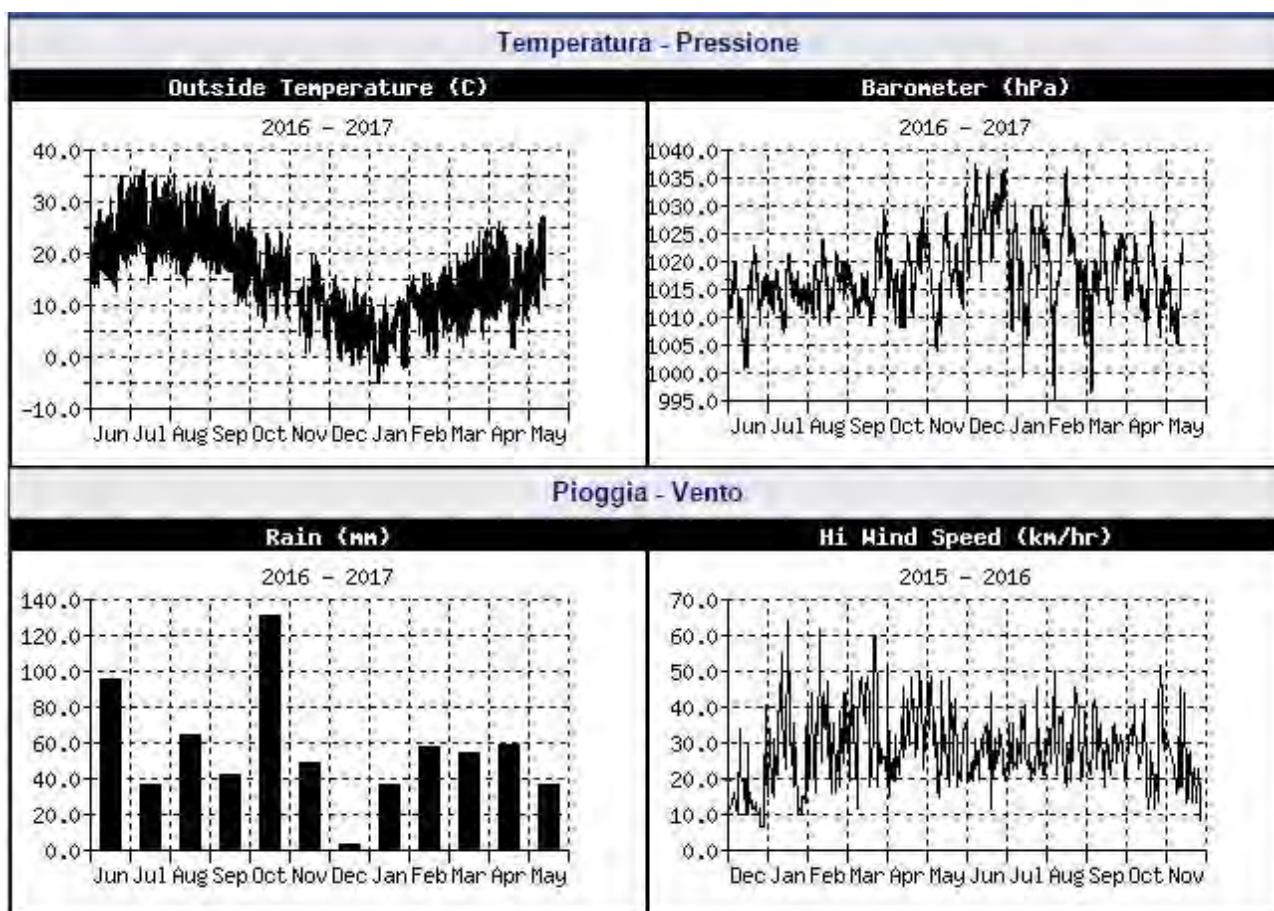 Temperatura - Pressione
Outside Temperature (C)
2016 - 2017
40.0
30.0
20.0
10.0
0.0
-10.0
Jun Jul Aug Sep Oct Nov Dec Jan Feb Mar Apr May
Barometer (hPa)
2016 - 2017
1040.0
1035.0
1030.0
1025.0
1020.0
1015.0
1010.0
1005.0
1000.0
995.0
Jun Jul Aug Sep Oct Nov Dec Jan Feb Mar Apr May
Pioggia - Vento
Rain (mm)
2016 - 2017
140.0
120.0
100.0
80.0
60.0
40.0
20.0
0.0
Jun Jul Aug Sep Oct Nov Dec Jan Feb Mar Apr May
Hi Wind Speed (km/hr)
2015 - 2016
70.0
60.0
50.0
40.0
30.0
20.0
10.0
0.0
Dec Jan Feb Mar Apr May Jun Jul Aug Sep Oct Nov